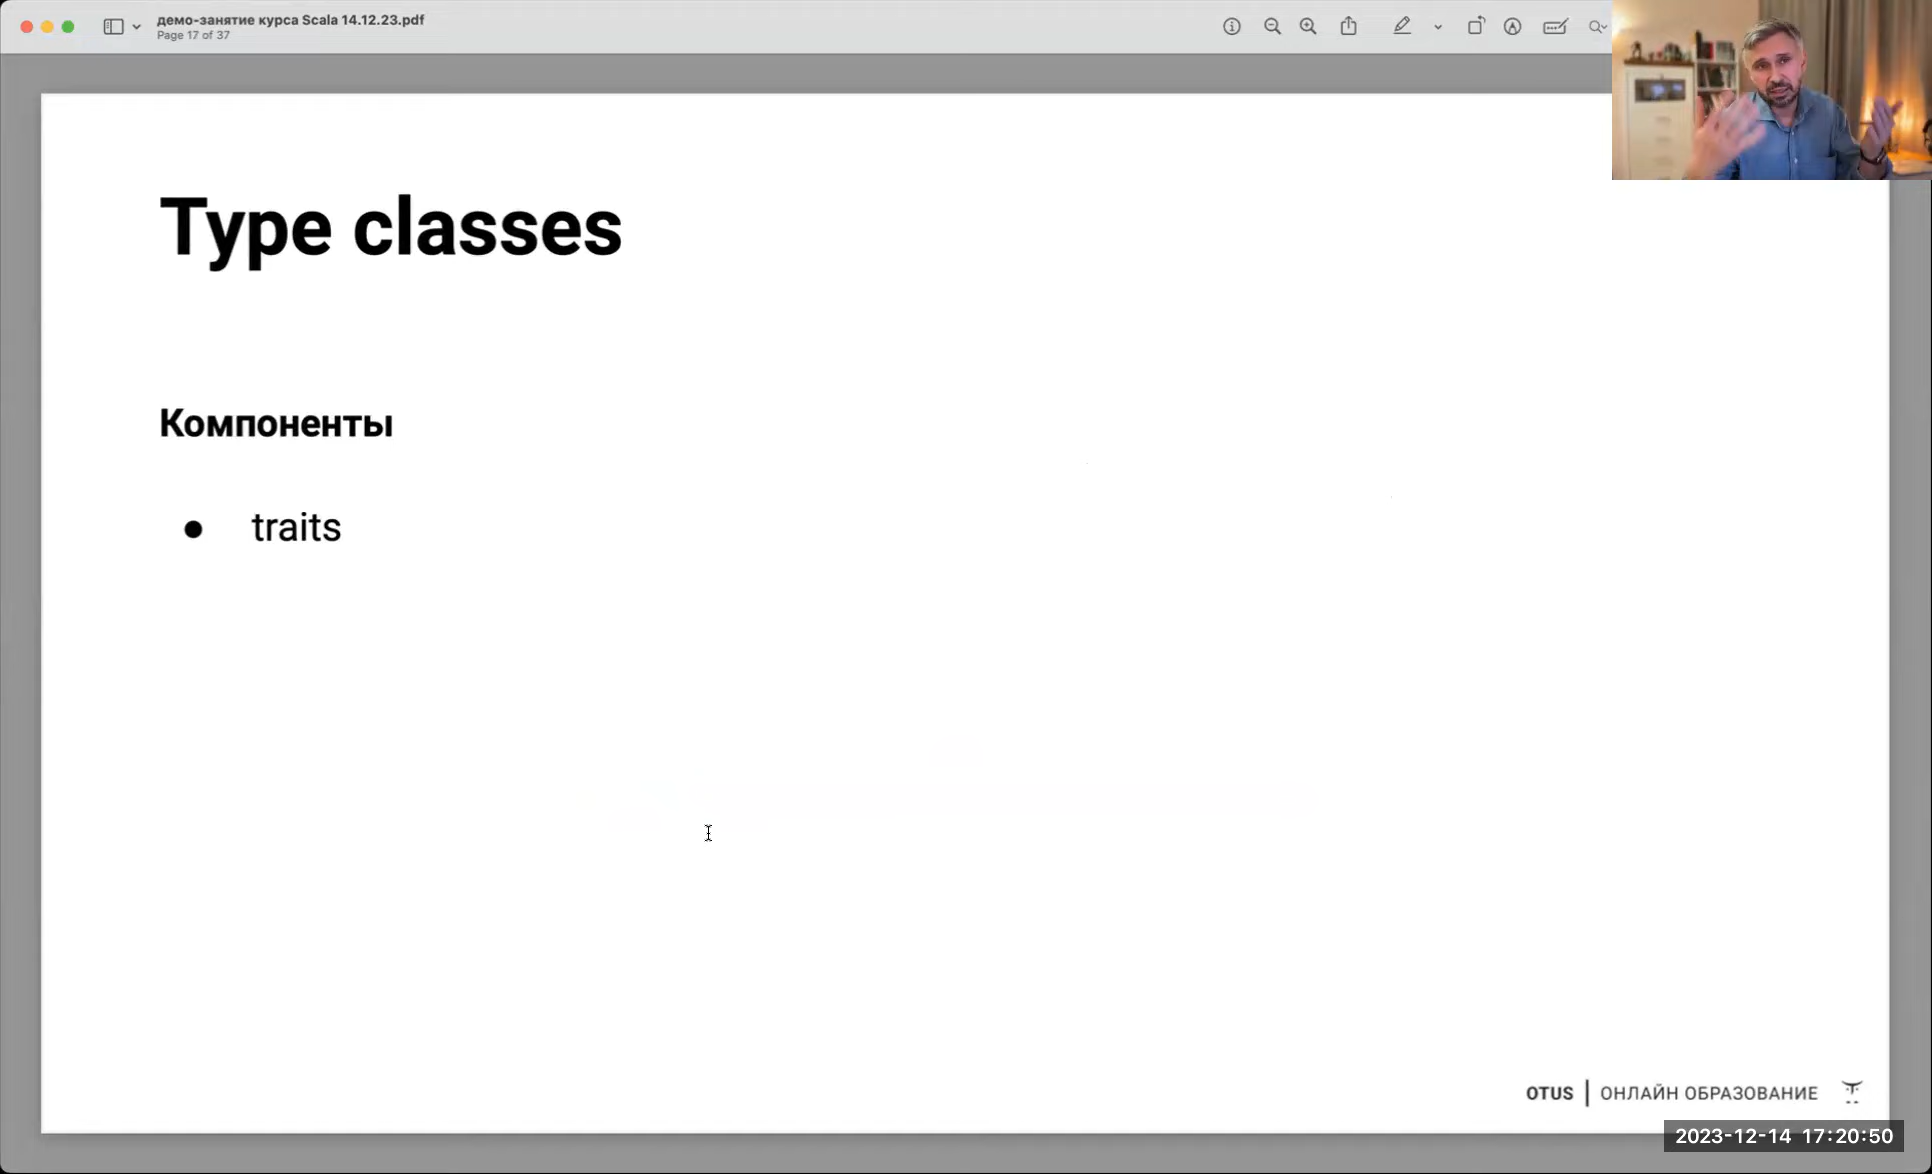 демо-занятие курса Scala 14.12.23.pdf
Page 17 of 37
Type classes
Компоненты
● traits
OTUS | ОНЛАЙН ОБРАЗОВАНИЕ
2023-12-14 17:20:50